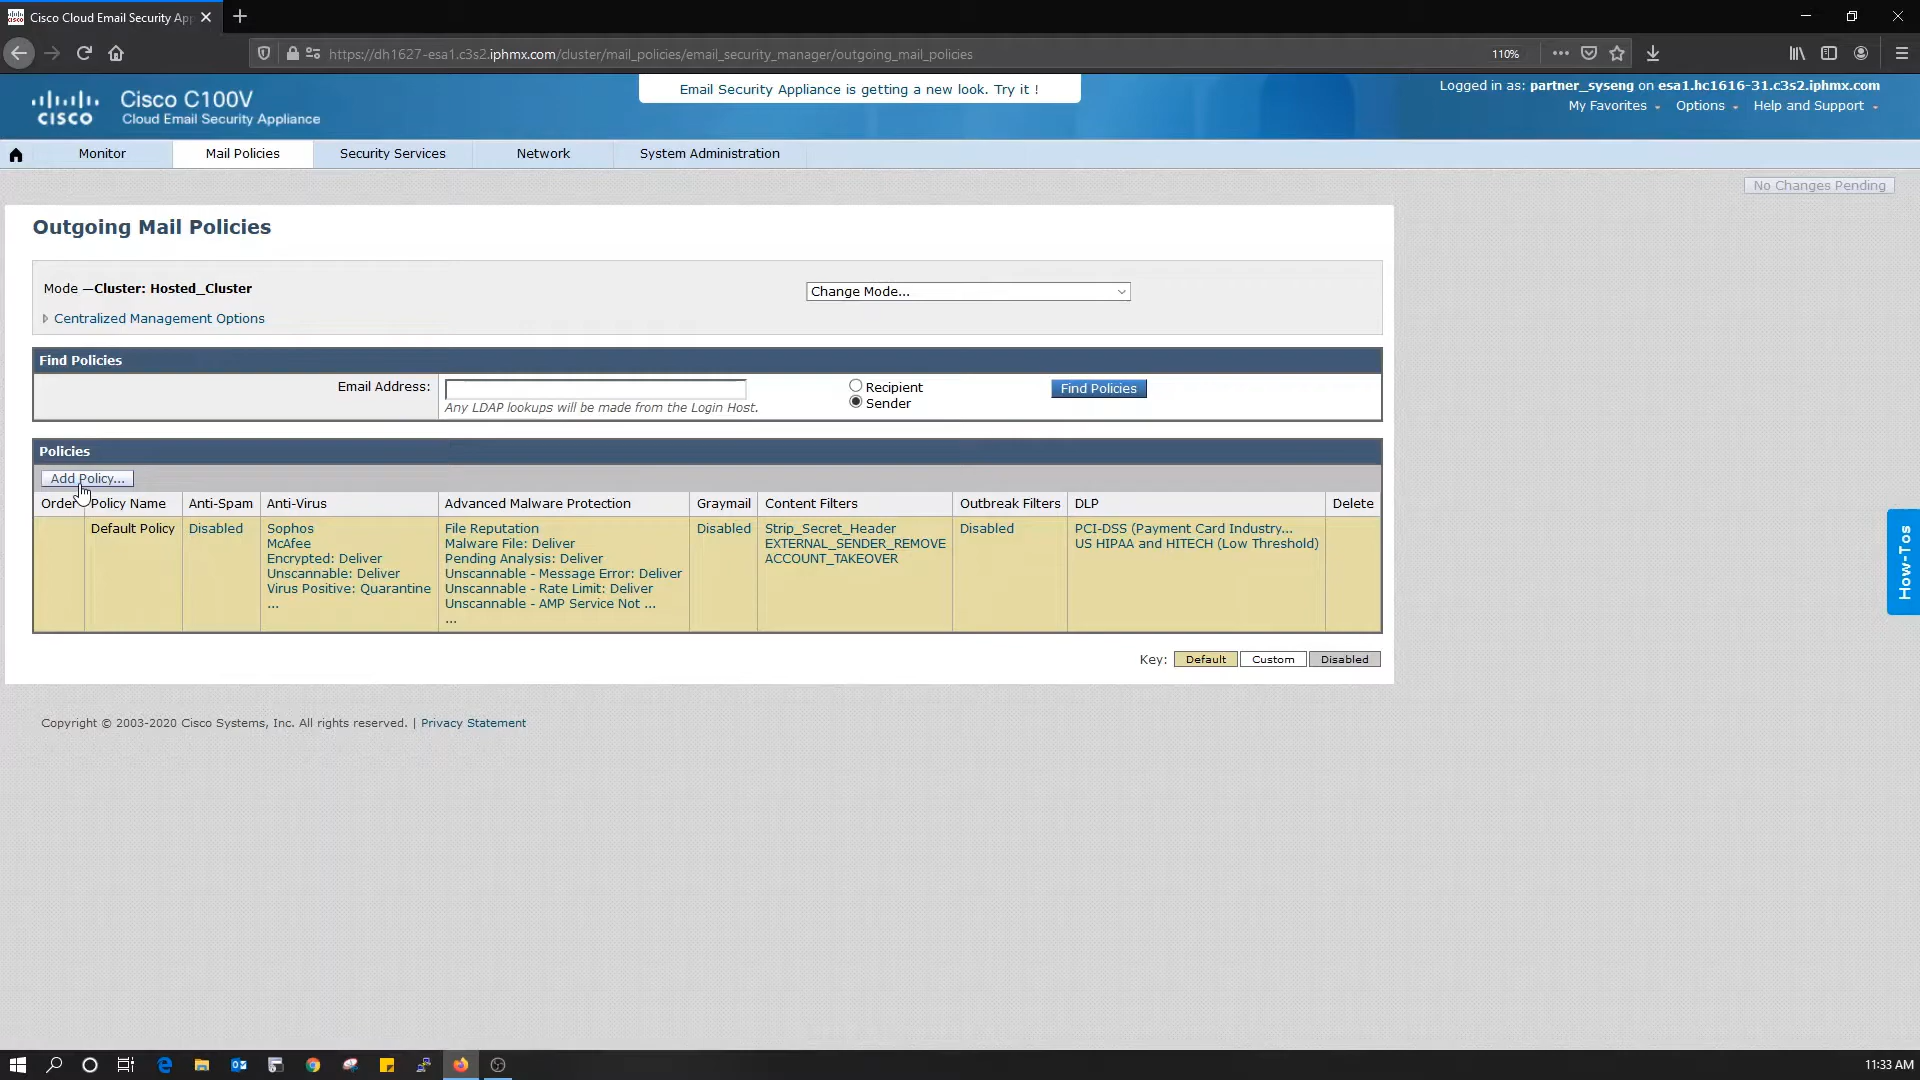 Cisco Cloud Email Security App
https://dh1627-esa1.c3s2.iphmx.com/cluster/mail_policies/email_security_manager/outgoing_mail_policies
110%
CISCO
Cisco C100V
Cloud Email Security Appliance
Email Security Appliance is getting a new look. Try it !
Logged in as: partner_syseng on esa1.hc1616-31.c3s2.iphmx.com
My Favorites Options Help and Support
Monitor Mail Policies Security Services Network System Administration
No Changes Pending
Outgoing Mail Policies
Mode —Cluster: Hosted_Cluster
Change Mode...
Centralized Management Options
Find Policies
Email Address:
Any LDAP lookups will be made from the Login Host.
Recipient
Sender
Find Policies
Policies
Add Policy...
Order Policy Name Anti-Spam Anti-Virus Advanced Malware Protection Graymail Content Filters Outbreak Filters DLP Delete
Default Policy
Disabled
Sophos
McAfee
Encrypted: Deliver
Unscannable: Deliver
Virus Positive: Quarantine
...
File Reputation
Malware File: Deliver
Pending Analysis: Deliver
Unscannable - Message Error: Deliver
Unscannable - Rate Limit: Deliver
Unscannable - AMP Service Not ...
...
Disabled
Strip_Secret_Header
EXTERNAL_SENDER_REMOVE
ACCOUNT_TAKEOVER
Disabled
PCI-DSS (Payment Card Industry...
US HIPAA and HITECH (Low Threshold)
Key: Default Custom Disabled
How-Tos
Copyright © 2003-2020 Cisco Systems, Inc. All rights reserved. | Privacy Statement
11:33 AM